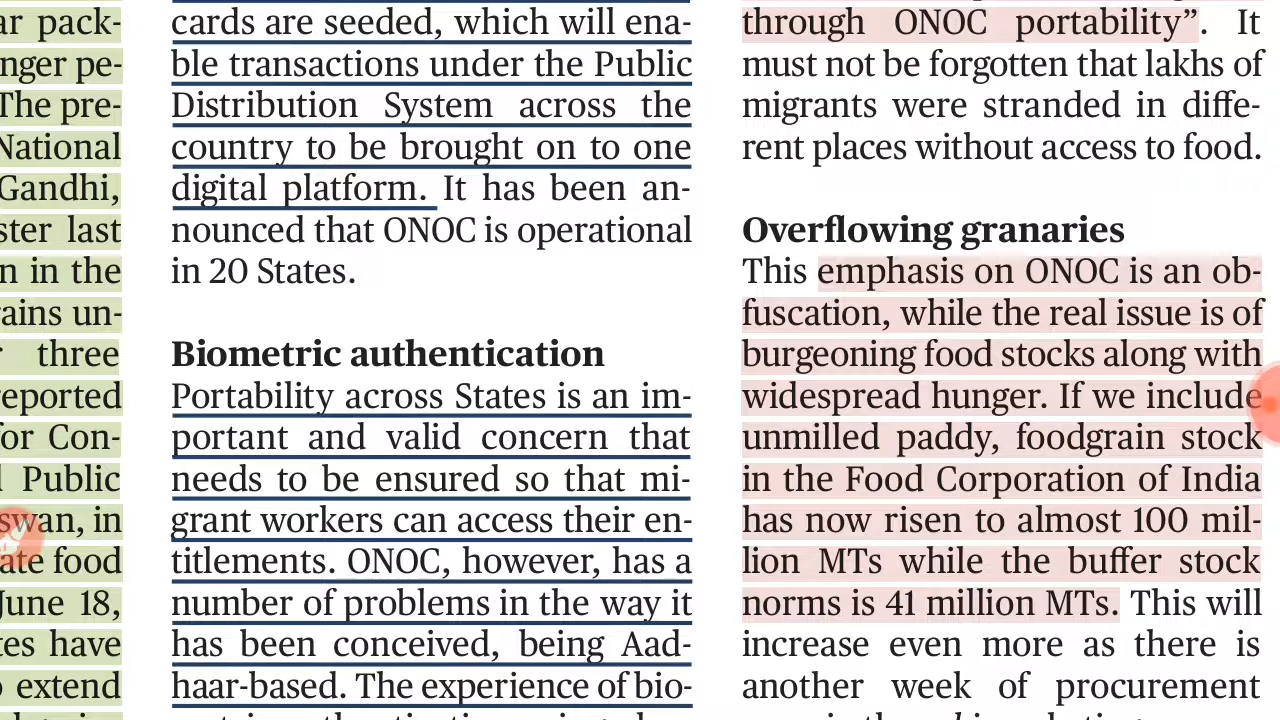 ar pack-
nger pe-
The pre-
National
Gandhi,
ster last
n in the
rains un-
r three
reported
for Con-
l Public
swan, in
ate food
June 18,
tes have
o extend
cards are seeded, which will ena-
ble transactions under the Public
Distribution System across the
country to be brought on to one
digital platform. It has been an-
nounced that ONOC is operational
in 20 States.
Biometric authentication
Portability across States is an im-
portant and valid concern that
needs to be ensured so that mi-
grant workers can access their en-
titlements. ONOC, however, has a
number of problems in the way it
has been conceived, being Aad-
haar-based. The experience of bio-
through ONOC portability”. It
must not be forgotten that lakhs of
migrants were stranded in diffe-
rent places without access to food.
Overflowing granaries
This emphasis on ONOC is an ob-
fuscation, while the real issue is of
burgeoning food stocks along with
widespread hunger. If we include
unmilled paddy, foodgrain stock
in the Food Corporation of India
has now risen to almost 100 mil-
lion MTs while the buffer stock
norms is 41 million MTs. This will
increase even more as there is
another week of procurement